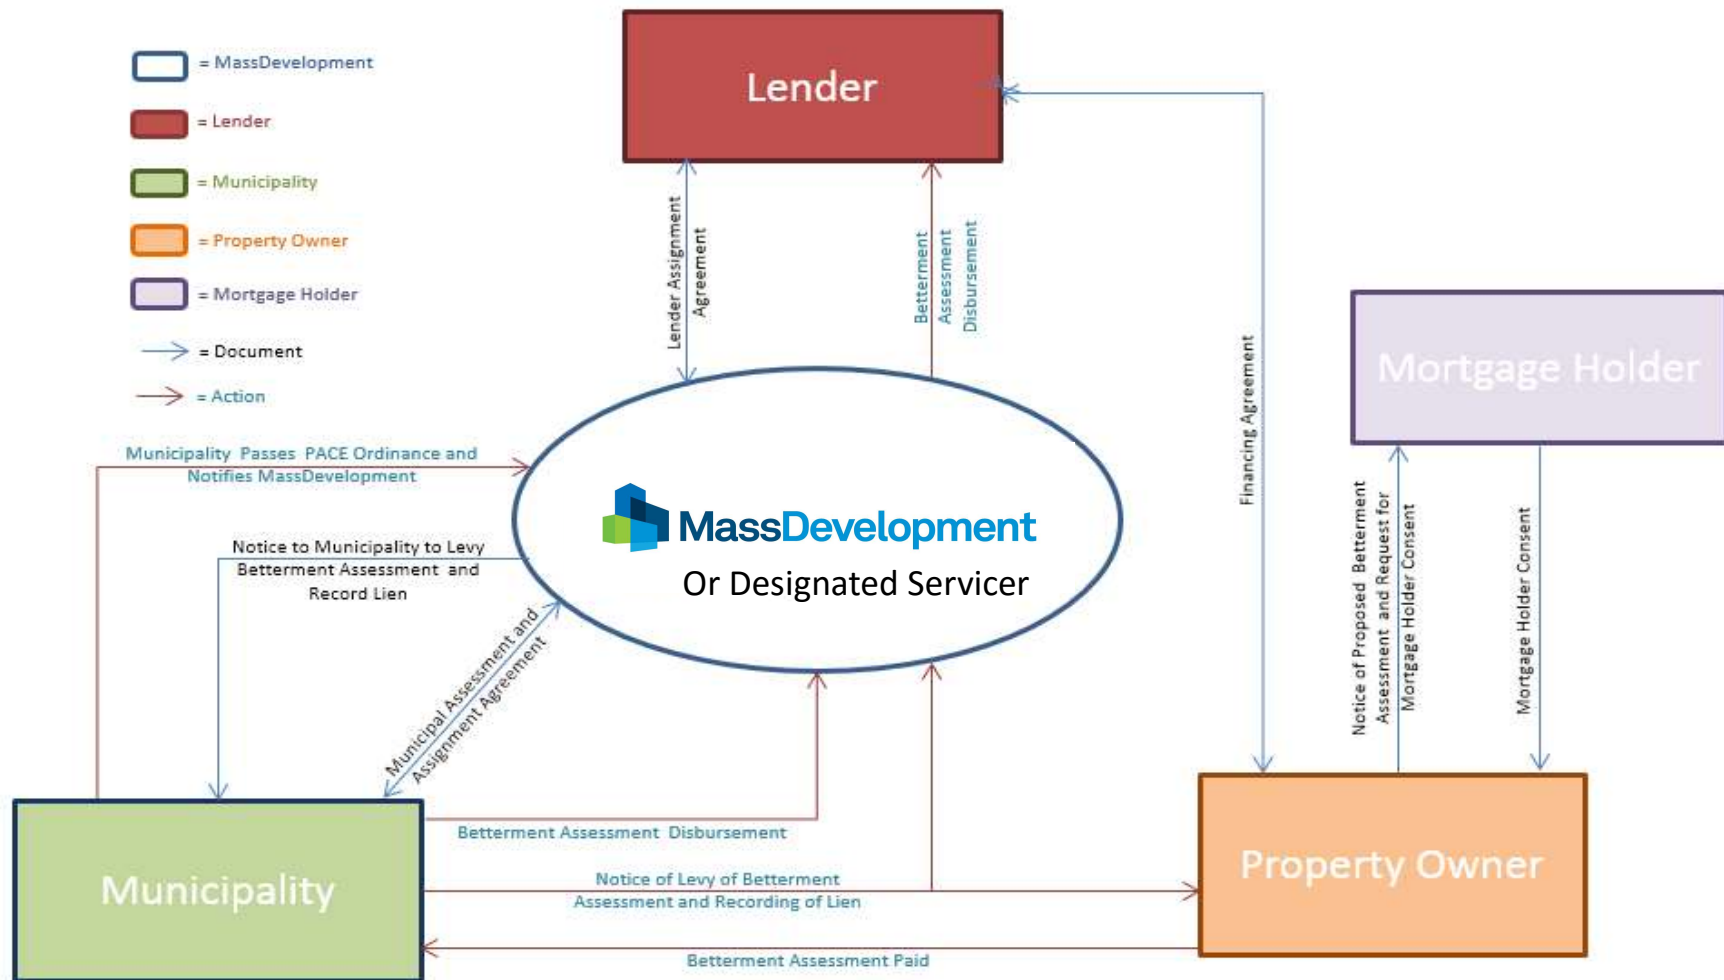 Lender
= MassDevelopment
= Lender
= Municipality
= Property Owner
= Mortgage Holder
= Document
= Action
Lender Assignment
Agreement
Betterment
Assessment
Disbursement
Financing Agreement
Mortgage Holder
Municipality Passes PACE Ordinance and
Notifies MassDevelopment
Notice to Municipality to Levy
Betterment Assessment and
Record Lien
MassDevelopment
Or Designated Servicer
Municipal Assessment and
Assignment Agreement
Notice of Proposed Betterment
Assessment and Request for
Mortgage Holder Consent
Mortgage Holder Consent
Municipality
Betterment Assessment Disbursement
Notice of Levy of Betterment
Assessment and Recording of Lien
Betterment Assessment Paid
Property Owner